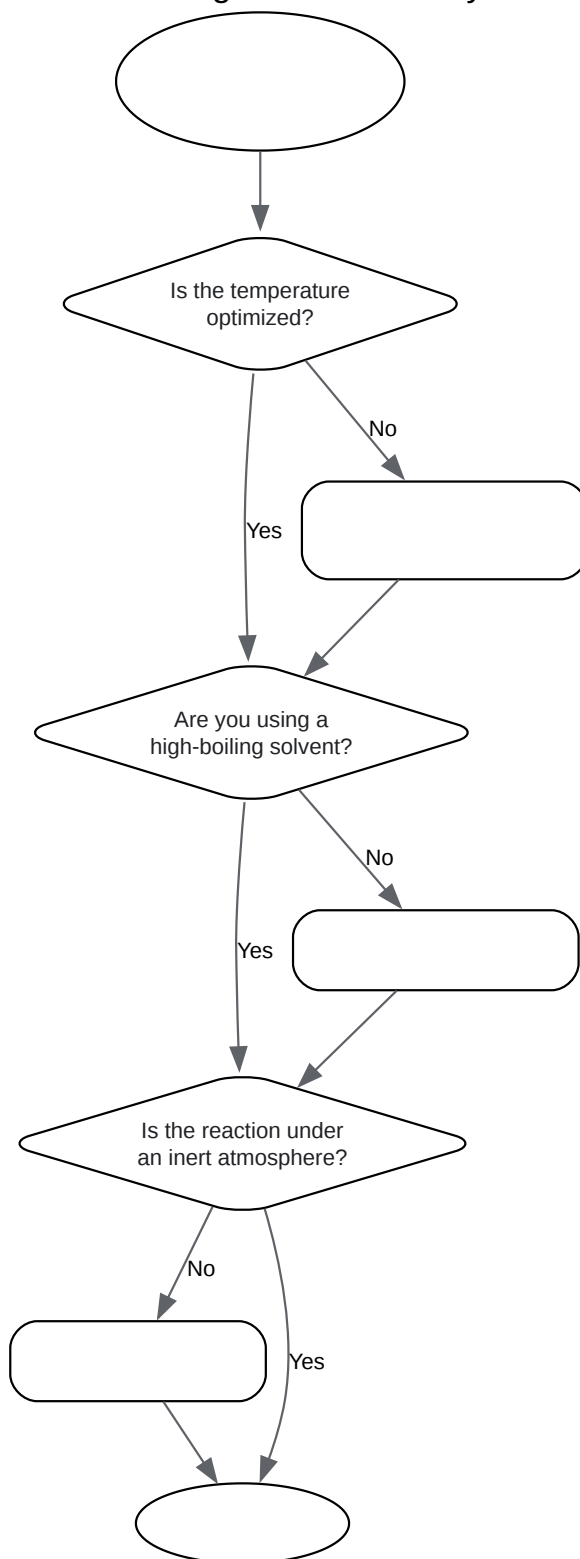 Is the temperature
optimized?
No
Yes
Are you using a
high-boiling solvent?
No
Yes
Is the reaction under
an inert atmosphere?
No
Yes